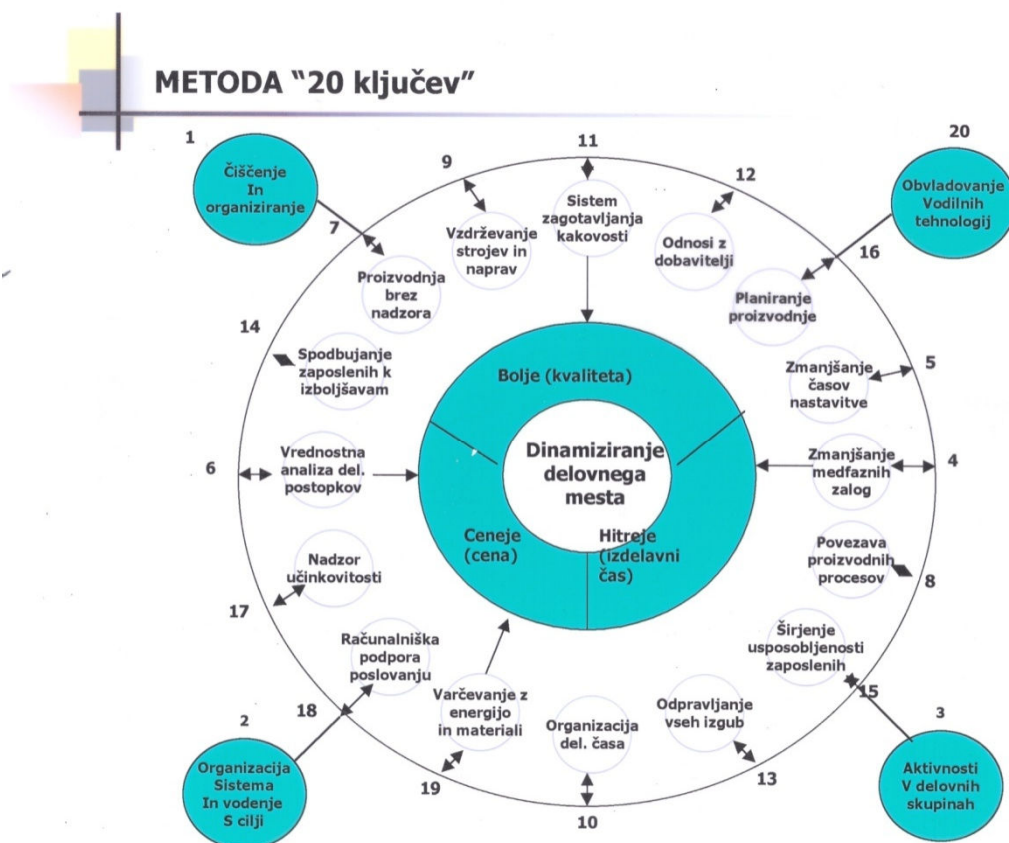 METODA “20 ključev”
1
Čiščenje
In
organiziranje
20
Obvladovanje
Vodilnih
tehnologij
11
Sistem
zagotavljanja
kakovosti
9
Vzdrževanje
strojev in
naprav
12
Odnosi z
dobavitelji
7
Proizvodnja
brez
nadzora
16
Planiranje
proizvodnje
14
Spodbujanje
zaposlenih k
izboljšavam
5
Zmanjšanje
časov
nastavitve
6
Vrednostna
analiza del.
postopkov
4
Zmanjšanje
medfaznih
zalog
Bolje (kvaliteta)
Dinamiziranje
delovnega
mesta
Ceneje
(cena)
Hitreje
(izdelavni
čas)
17
Nadzor
učinkovitosti
8
Povezava
proizvodnih
procesov
18
Računalniška
podpora
poslovanju
15
Širjenje
usposobljenosti
zaposlenih
19
Varčevanje z
energijo
in materiali
10
Organizacija
del. časa
13
Odpravljanje
vseh izgub
2
Organizacija
Sistema
In vodenje
S cilji
3
Aktivnosti
V delovnih
skupinah